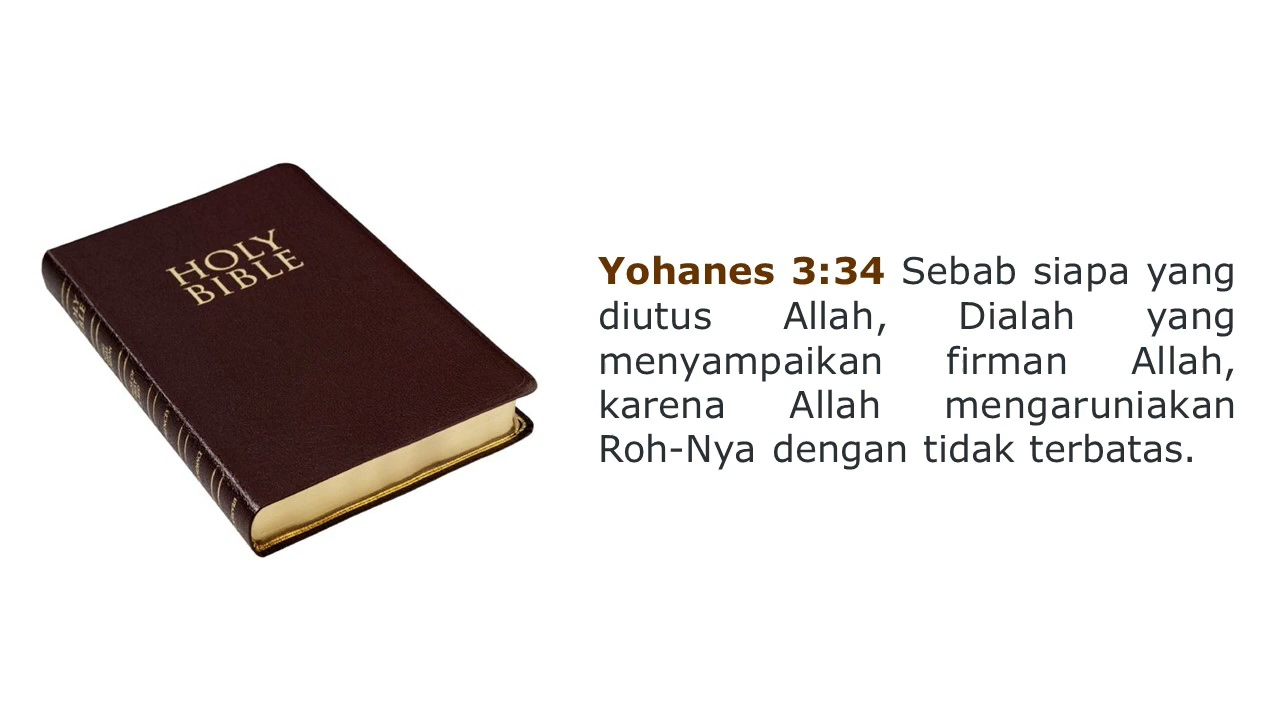 HOLY
BIBLE
Yohanes 3:34 Sebab siapa yang
diutus Allah, Dialah yang
menyampaikan firman Allah,
karena Allah mengaruniakan
Roh-Nya dengan tidak terbatas.